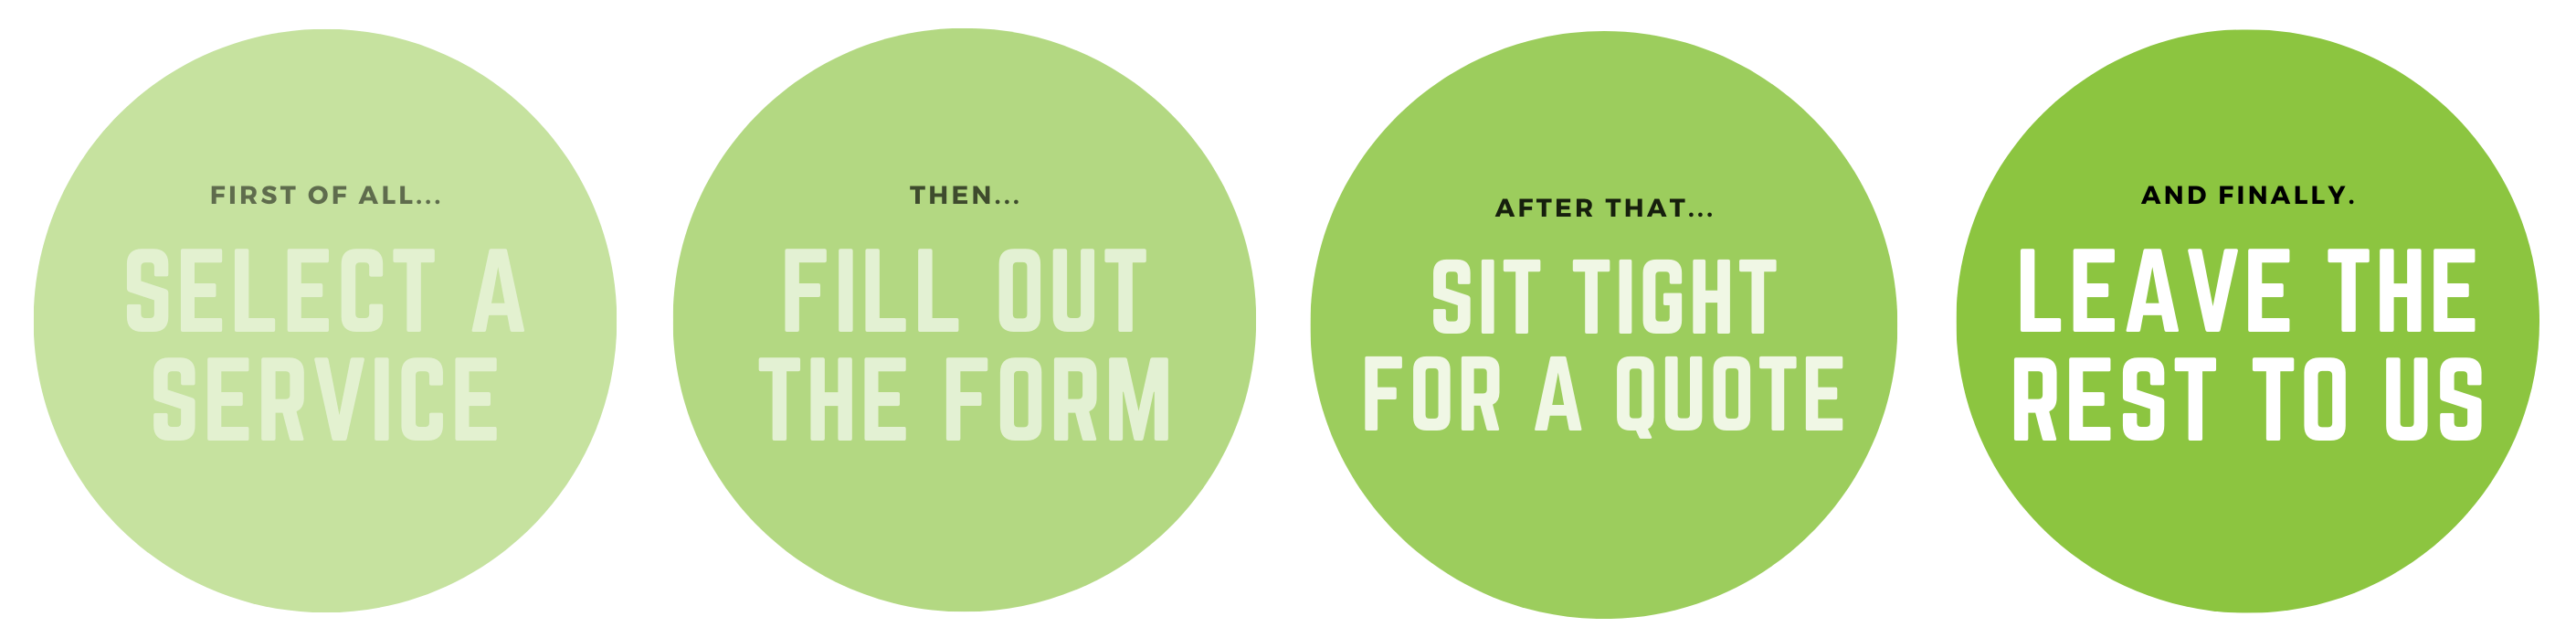 FIRST OF ALL...
SELECT A
SERVICE
THEN...
FILL OUT
THE FORM
AFTER THAT...
SIT TIGHT
FOR A QUOTE
AND FINALLY.
LEAVE THE
REST TO US